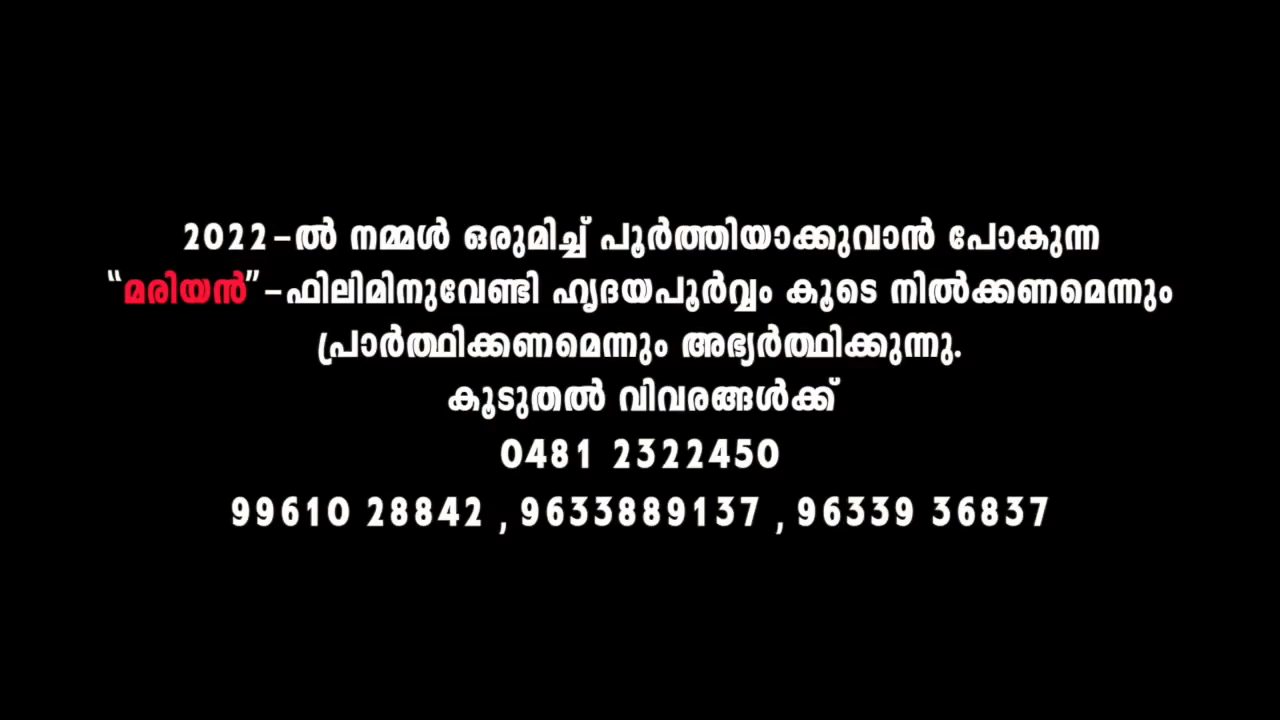 2022-ൽ നമ്മൾ ഒരുമിച്ച് പൂർത്തിയാക്കുവാൻ പോകുന്ന
“മരിയൻ”-ഫിലിമിനുവേണ്ടി ഹൃദയപൂർവ്വം കൂടെ നിൽക്കണമെന്നും
പ്രാർത്ഥിക്കണമെന്നും അഭ്യർത്ഥിക്കുന്നു.
കൂടുതൽ വിവരങ്ങൾക്ക്
0481 2322450
99610 28842 , 9633889137 , 96339 36837